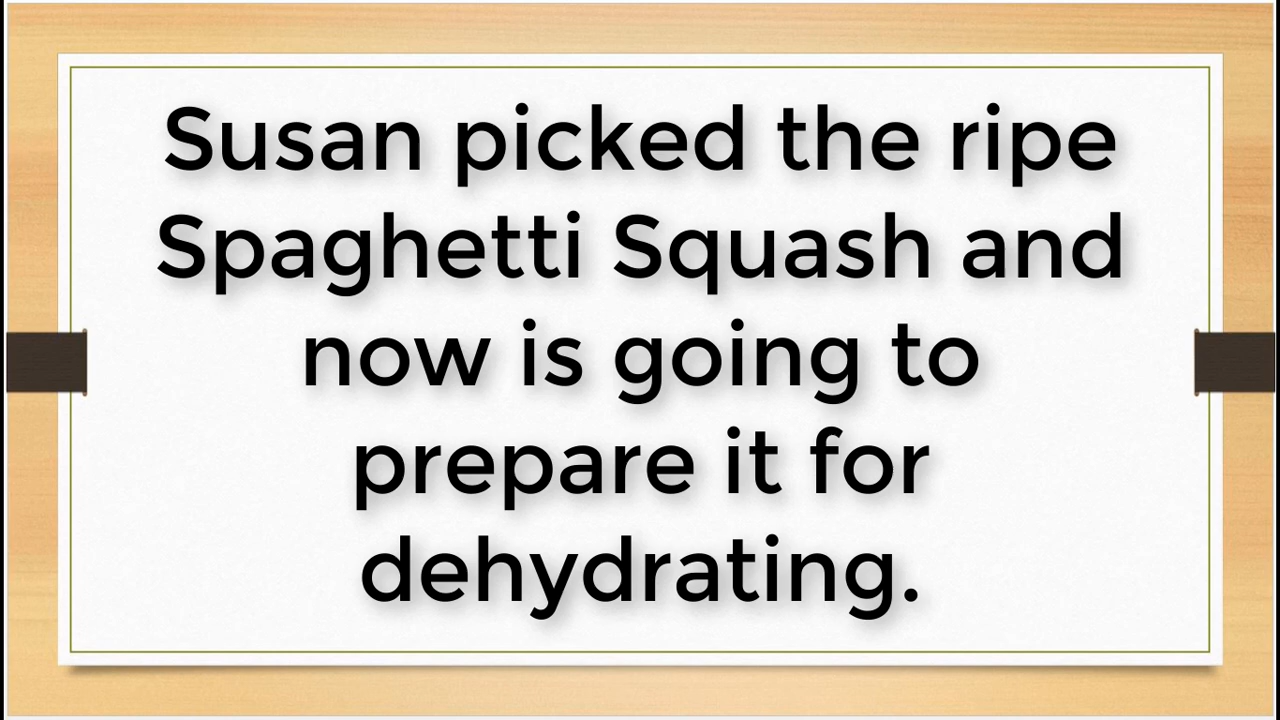 Susan picked the ripe
Spaghetti Squash and
now is going to
prepare it for
dehydrating.